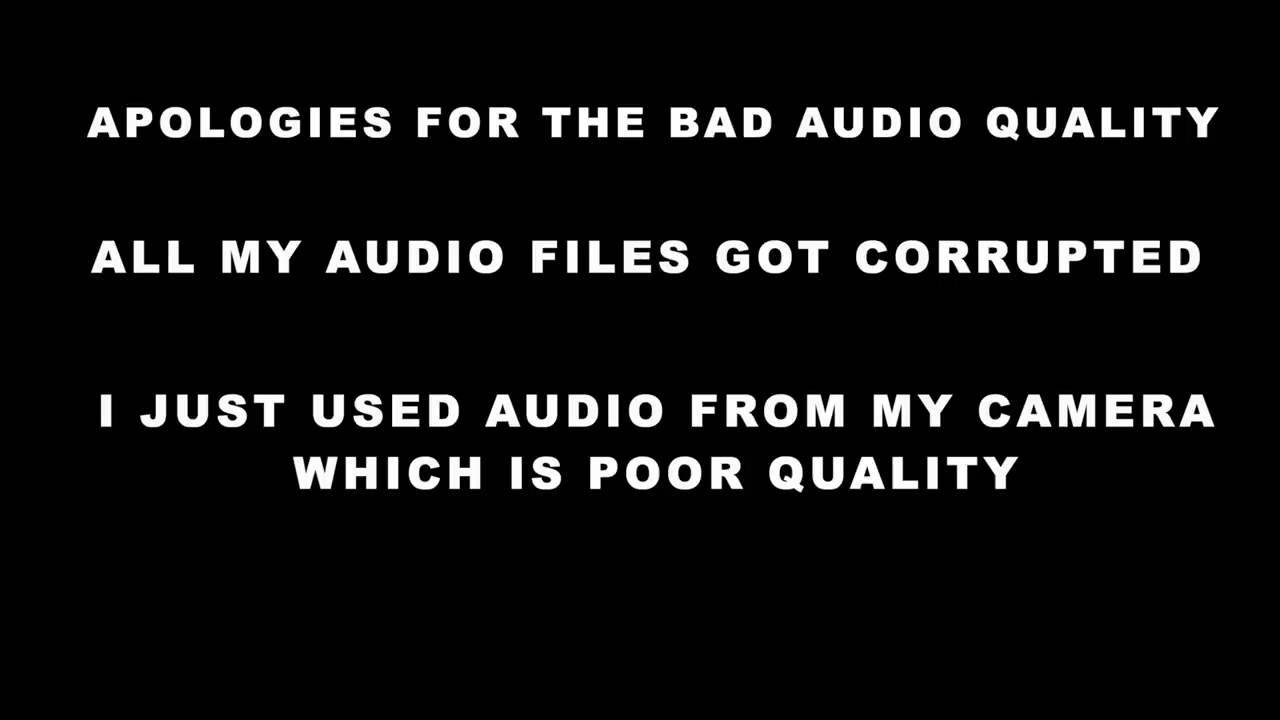 APOLOGIES FOR THE BAD AUDIO QUALITY
ALL MY AUDIO FILES GOT CORRUPTED
I JUST USED AUDIO FROM MY CAMERA
WHICH IS POOR QUALITY